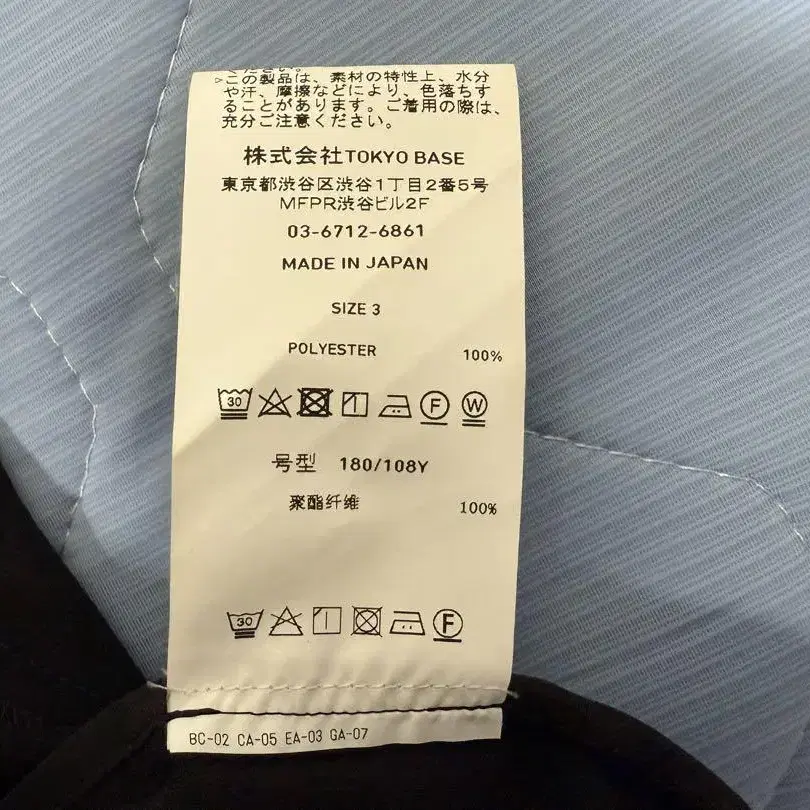 ▷この製品は、素材の特性上、水分
や汗、摩擦などにより、色落ちす
ることがあります。ご着用の際は、
充分ご注意ください。
株式会社TOKYO BASE
東京都渋谷区渋谷1丁目2番5号
MFPR渋谷ビル2F
03-6712-6861
MADE IN JAPAN
SIZE 3
POLYESTER 100%
30 F W
号型 180/108Y
聚酯纤维 100%
30 F
BC-02 CA-05 EA-03 GA-07